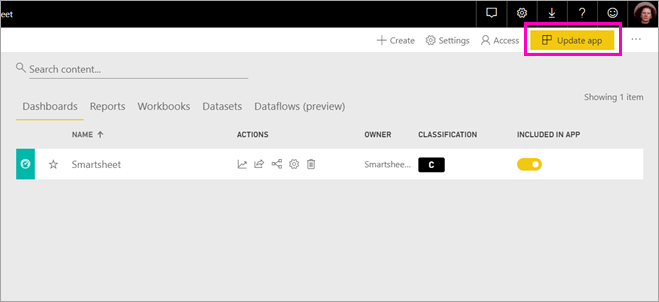 eet
Create Settings Access Update app ...
Search content...
Dashboards Reports Workbooks Datasets Dataflows (preview)
Showing 1 item
NAME ACTIONS OWNER CLASSIFICATION INCLUDED IN APP
Smartsheet Smartshee... C